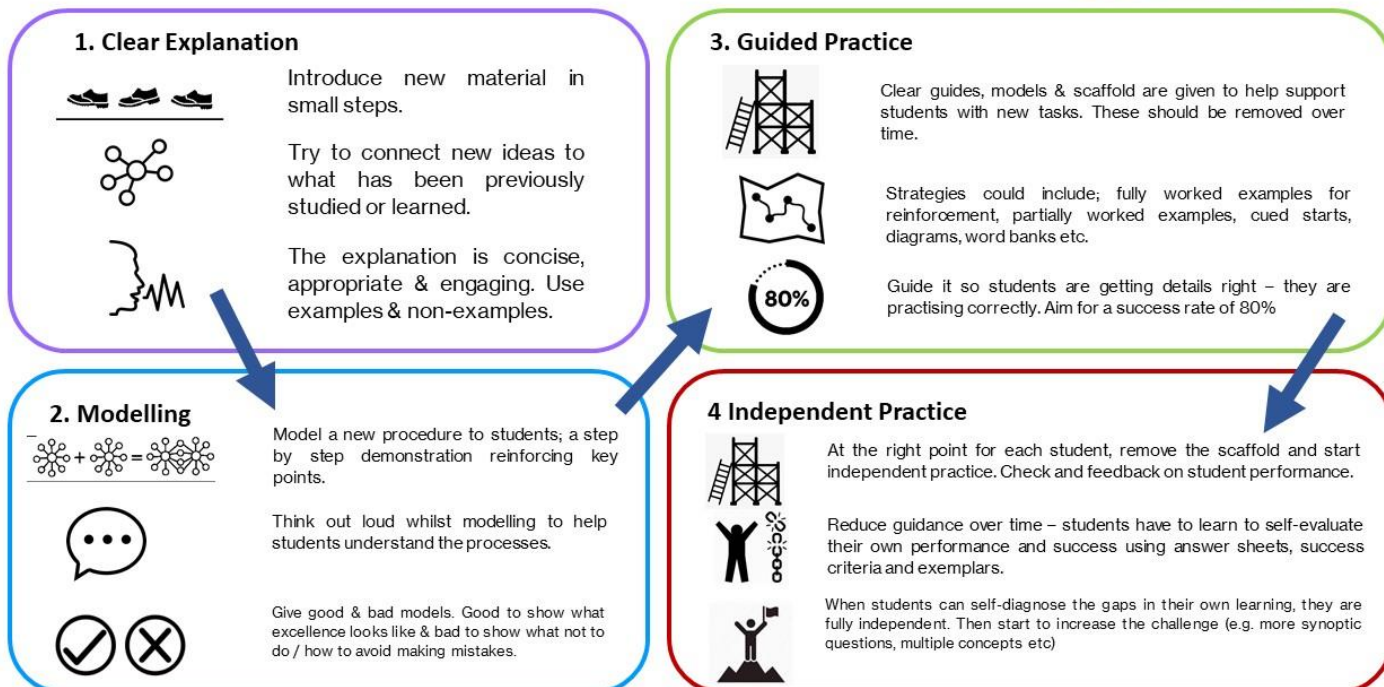 1. Clear Explanation
Introduce new material in
small steps.
Try to connect new ideas to
what has been previously
studied or learned.
The explanation is concise,
appropriate & engaging. Use
examples & non-examples.
2. Modelling
Model a new procedure to students; a step
by step demonstration reinforcing key
points.
Think out loud whilst modelling to help
students understand the processes.
Give good & bad models. Good to show what
excellence looks like & bad to show what not to
do / how to avoid making mistakes.
3. Guided Practice
Clear guides, models & scaffold are given to help support
students with new tasks. These should be removed over
time.
Strategies could include; fully worked examples for
reinforcement, partially worked examples, cued starts,
diagrams, word banks etc.
80%
Guide it so students are getting details right – they are
practising correctly. Aim for a success rate of 80%
4 Independent Practice
At the right point for each student, remove the scaffold and start
independent practice. Check and feedback on student performance.
Reduce guidance over time – students have to learn to self-evaluate
their own performance and success using answer sheets, success
criteria and exemplars.
When students can self-diagnose the gaps in their own learning, they are
fully independent. Then start to increase the challenge (e.g. more synoptic
questions, multiple concepts etc)